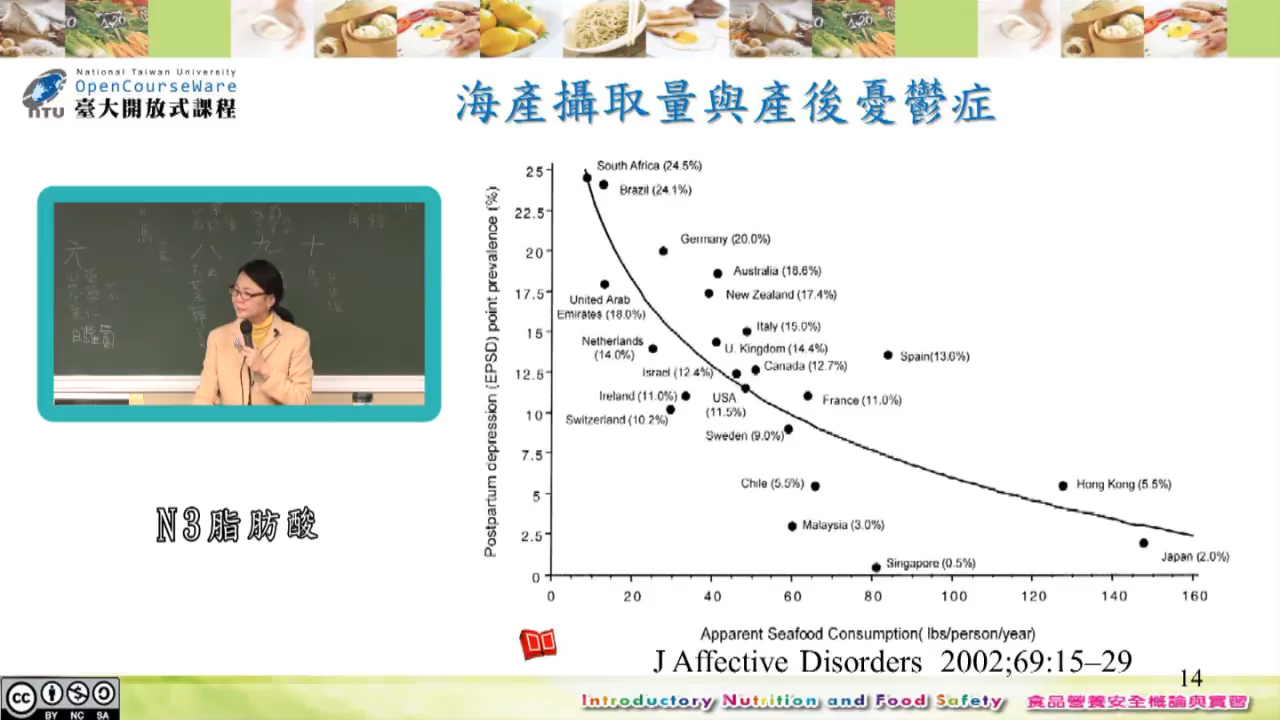 National Taiwan University
OpenCourseWare
NTU
臺大開放式課程
海產攝取量與產後憂鬱症
六
八
九
十
N3脂肪酸
Postpartum depression (EPSD) point prevalence (%)
25
22.5
20
17.5
15
12.5
10
7.5
5
2.5
0
South Africa (24.5%)
Brazil (24.1%)
Germany (20.0%)
Australia (18.6%)
New Zealand (17.4%)
United Arab
Emirates (18.0%)
Italy (15.0%)
Netherlands
(14.0%)
U. Kingdom (14.4%)
Spain(13.6%)
Canada (12.7%)
Israel (12.4%)
Ireland (11.0%)
USA
(11.5%)
France (11.0%)
Switzerland (10.2%)
Sweden (9.0%)
Chile (5.5%)
Hong Kong (5.5%)
Malaysia (3.0%)
Japan (2.0%)
Singapore (0.5%)
0 20 40 60 80 100 120 140 160
Apparent Seafood Consumption( lbs/person/year)
J Affective Disorders 2002;69:15–29
14
cc BY NC SA
Introductory Nutrition and Food Safety 食品營養安全概論與實習